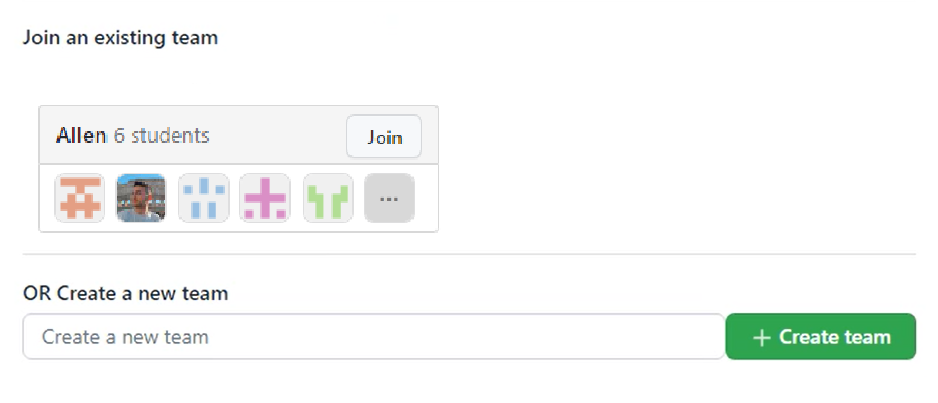 Join an existing team
Allen 6 students
Join
...
OR Create a new team
Create a new team
+ Create team